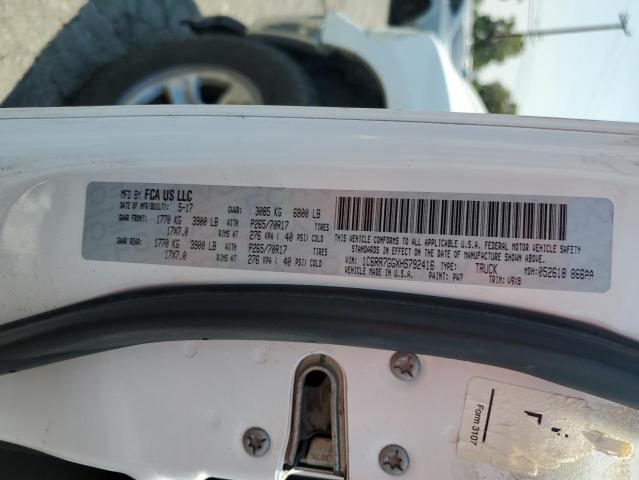 MFD BY FCA US LLC
DATE OF MFR(BUILT): 5-17 GVWR: 3085 KG 6800 LB
GAWR FRONT: 1770 KG 3900 LB WITH P265/70R17
17X7.0 RIMS AT 276 KPA ( 40 PSI) COLD
GAWR REAR: 1770 KG 3900 LB WITH P265/70R17
17X7.0 RIMS AT 276 KPA ( 40 PSI) COLD
THIS VEHICLE CONFORMS TO ALL APPLICABLE U.S.A. FEDERAL MOTOR VEHICLE SAFETY
STANDARDS IN EFFECT ON THE DATE OF MANUFACTURE SHOWN ABOVE.
VIN: 1C6RR7GGXHS792416 TYPE: TRUCK MDH: 052618 066AA
VEHICLE MADE IN U.S.A. PAINT: PW7 TRIM: V9X8
Form 3107